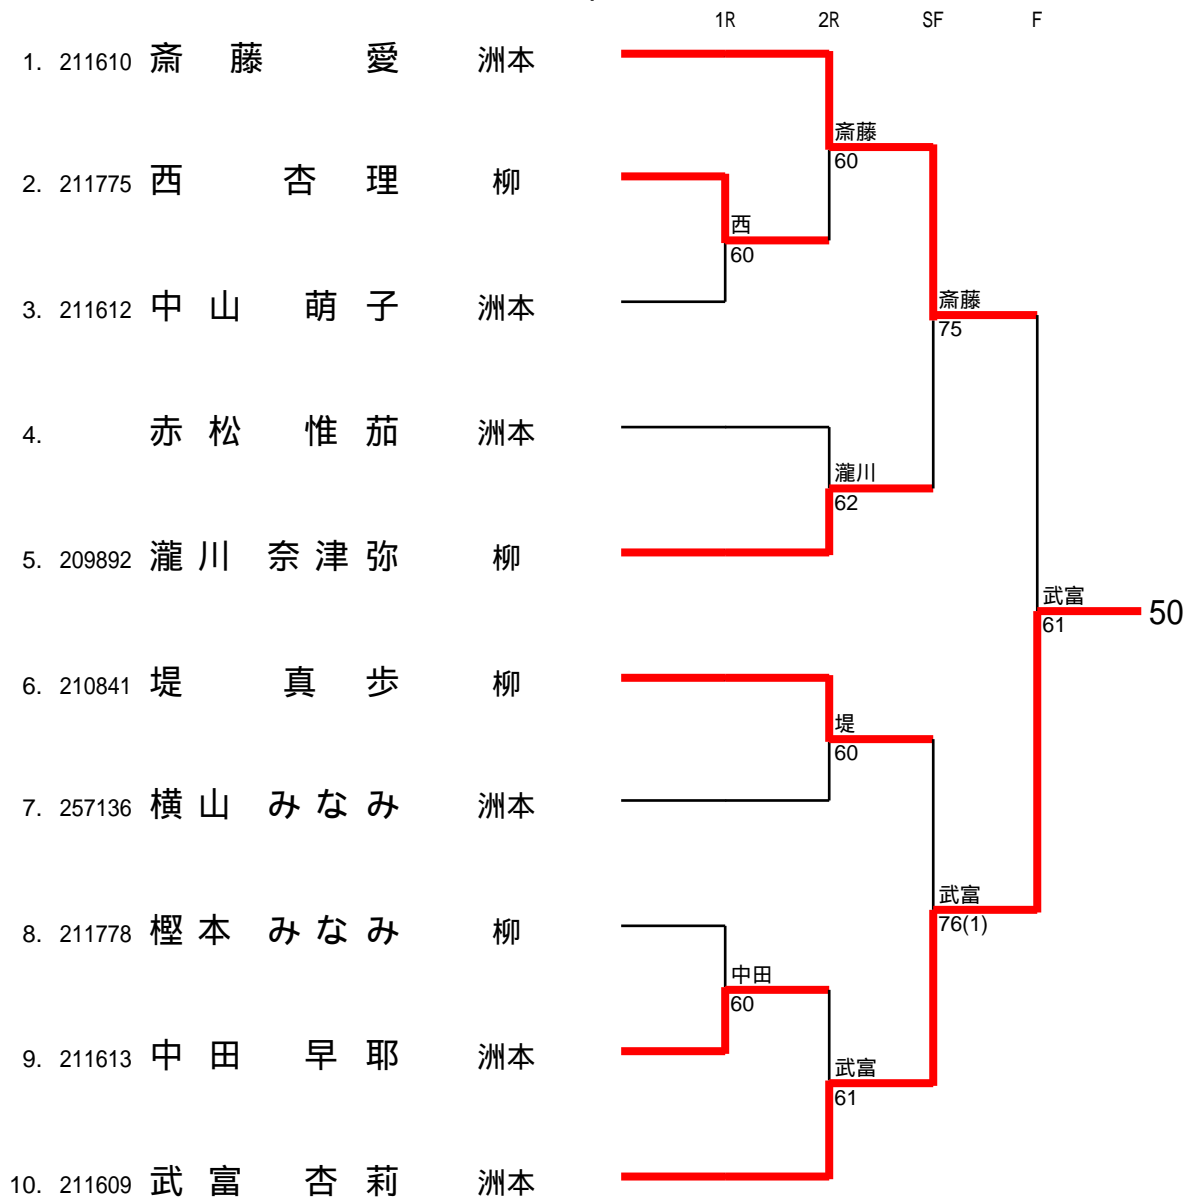 1R 2R SF F
1. 211610 斎藤 愛 洲本
斎藤
60
2. 211775 西 杏理 柳
西
60
3. 211612 中山 萌子 洲本
斎藤
75
4. 赤松 惟茄 洲本
瀧川
62
5. 209892 瀧川 奈津弥 柳
武富
61 50
6. 210841 堤 真歩 柳
堤
60
7. 257136 横山 みなみ 洲本
武富
76(1)
8. 211778 樫本 みなみ 柳
中田
60
9. 211613 中田 早耶 洲本
武富
61
10. 211609 武富 杏莉 洲本